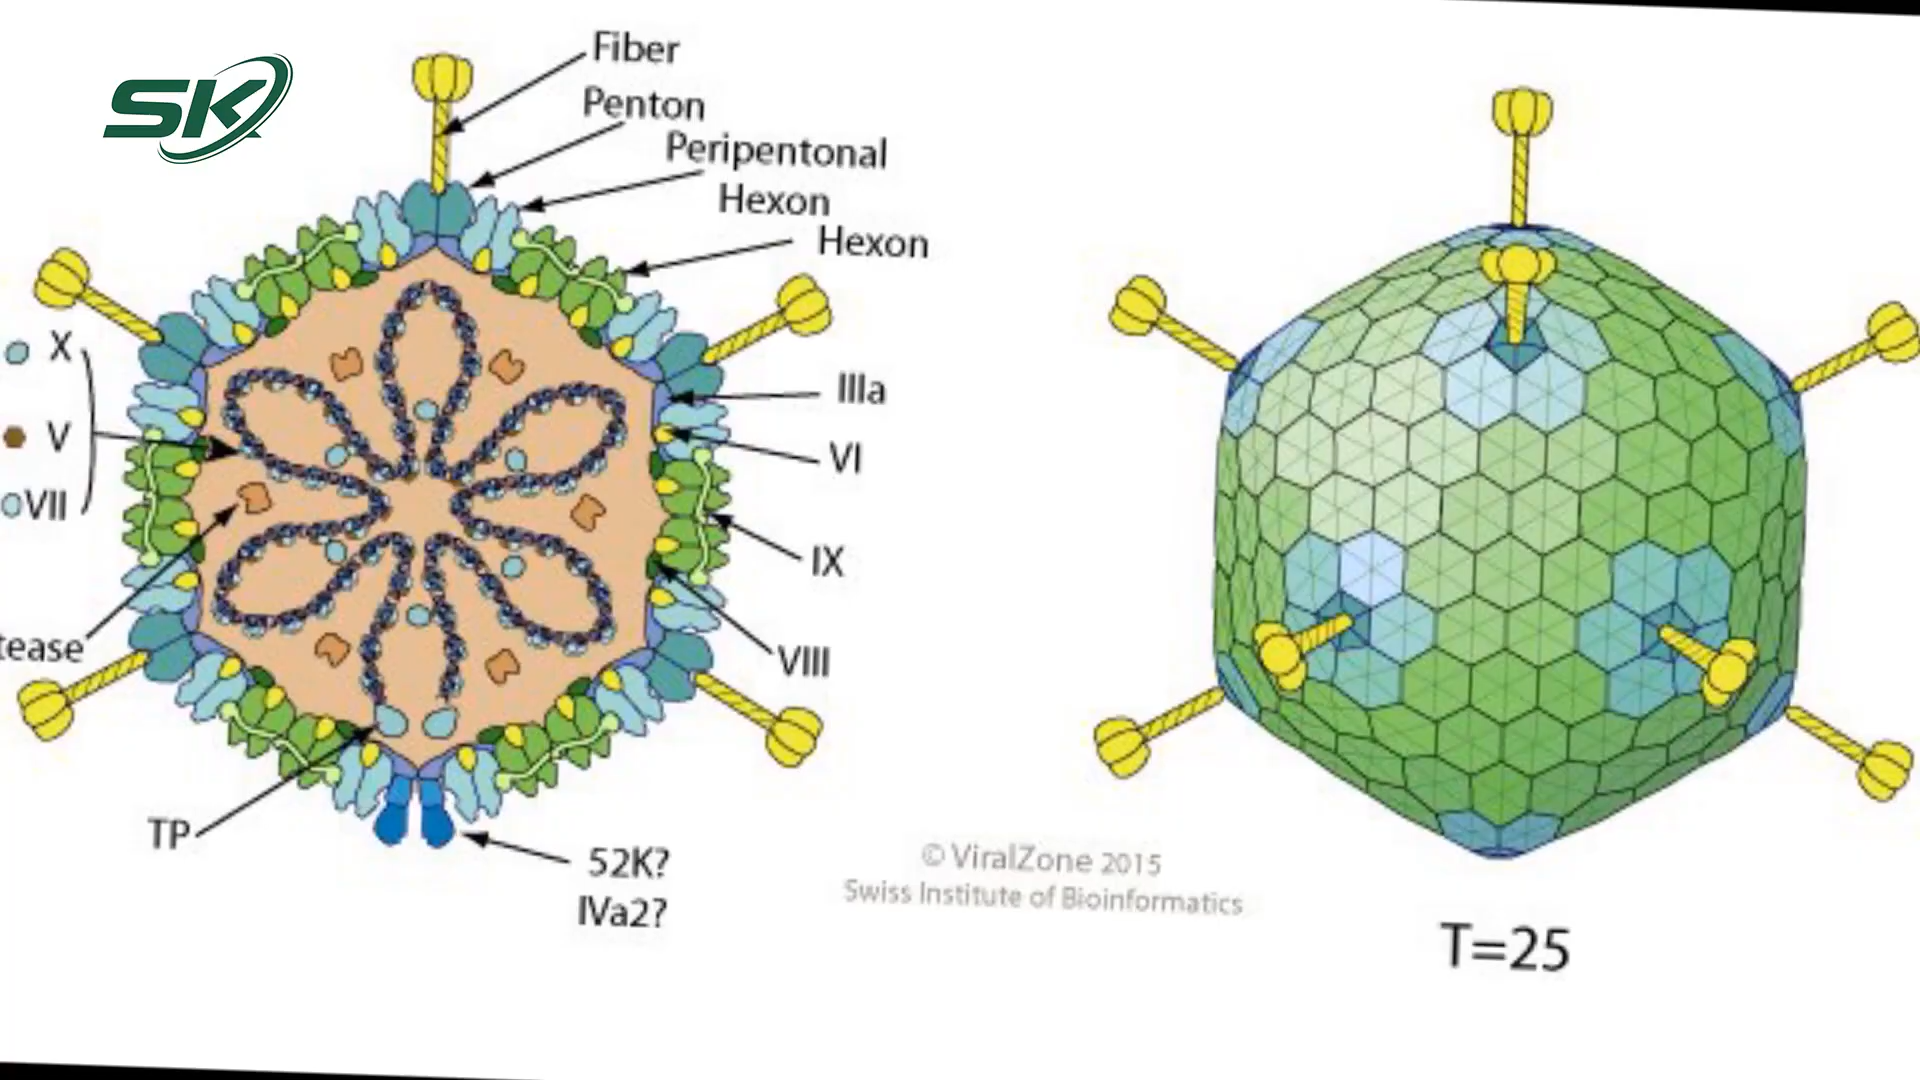 SK
Fiber
Penton
Peripentonal
Hexon
Hexon
X
V
VII
IIIa
VI
IX
VIII
tease
TP
52K?
IVa2?
© ViralZone 2015
Swiss Institute of Bioinformatics
T=25